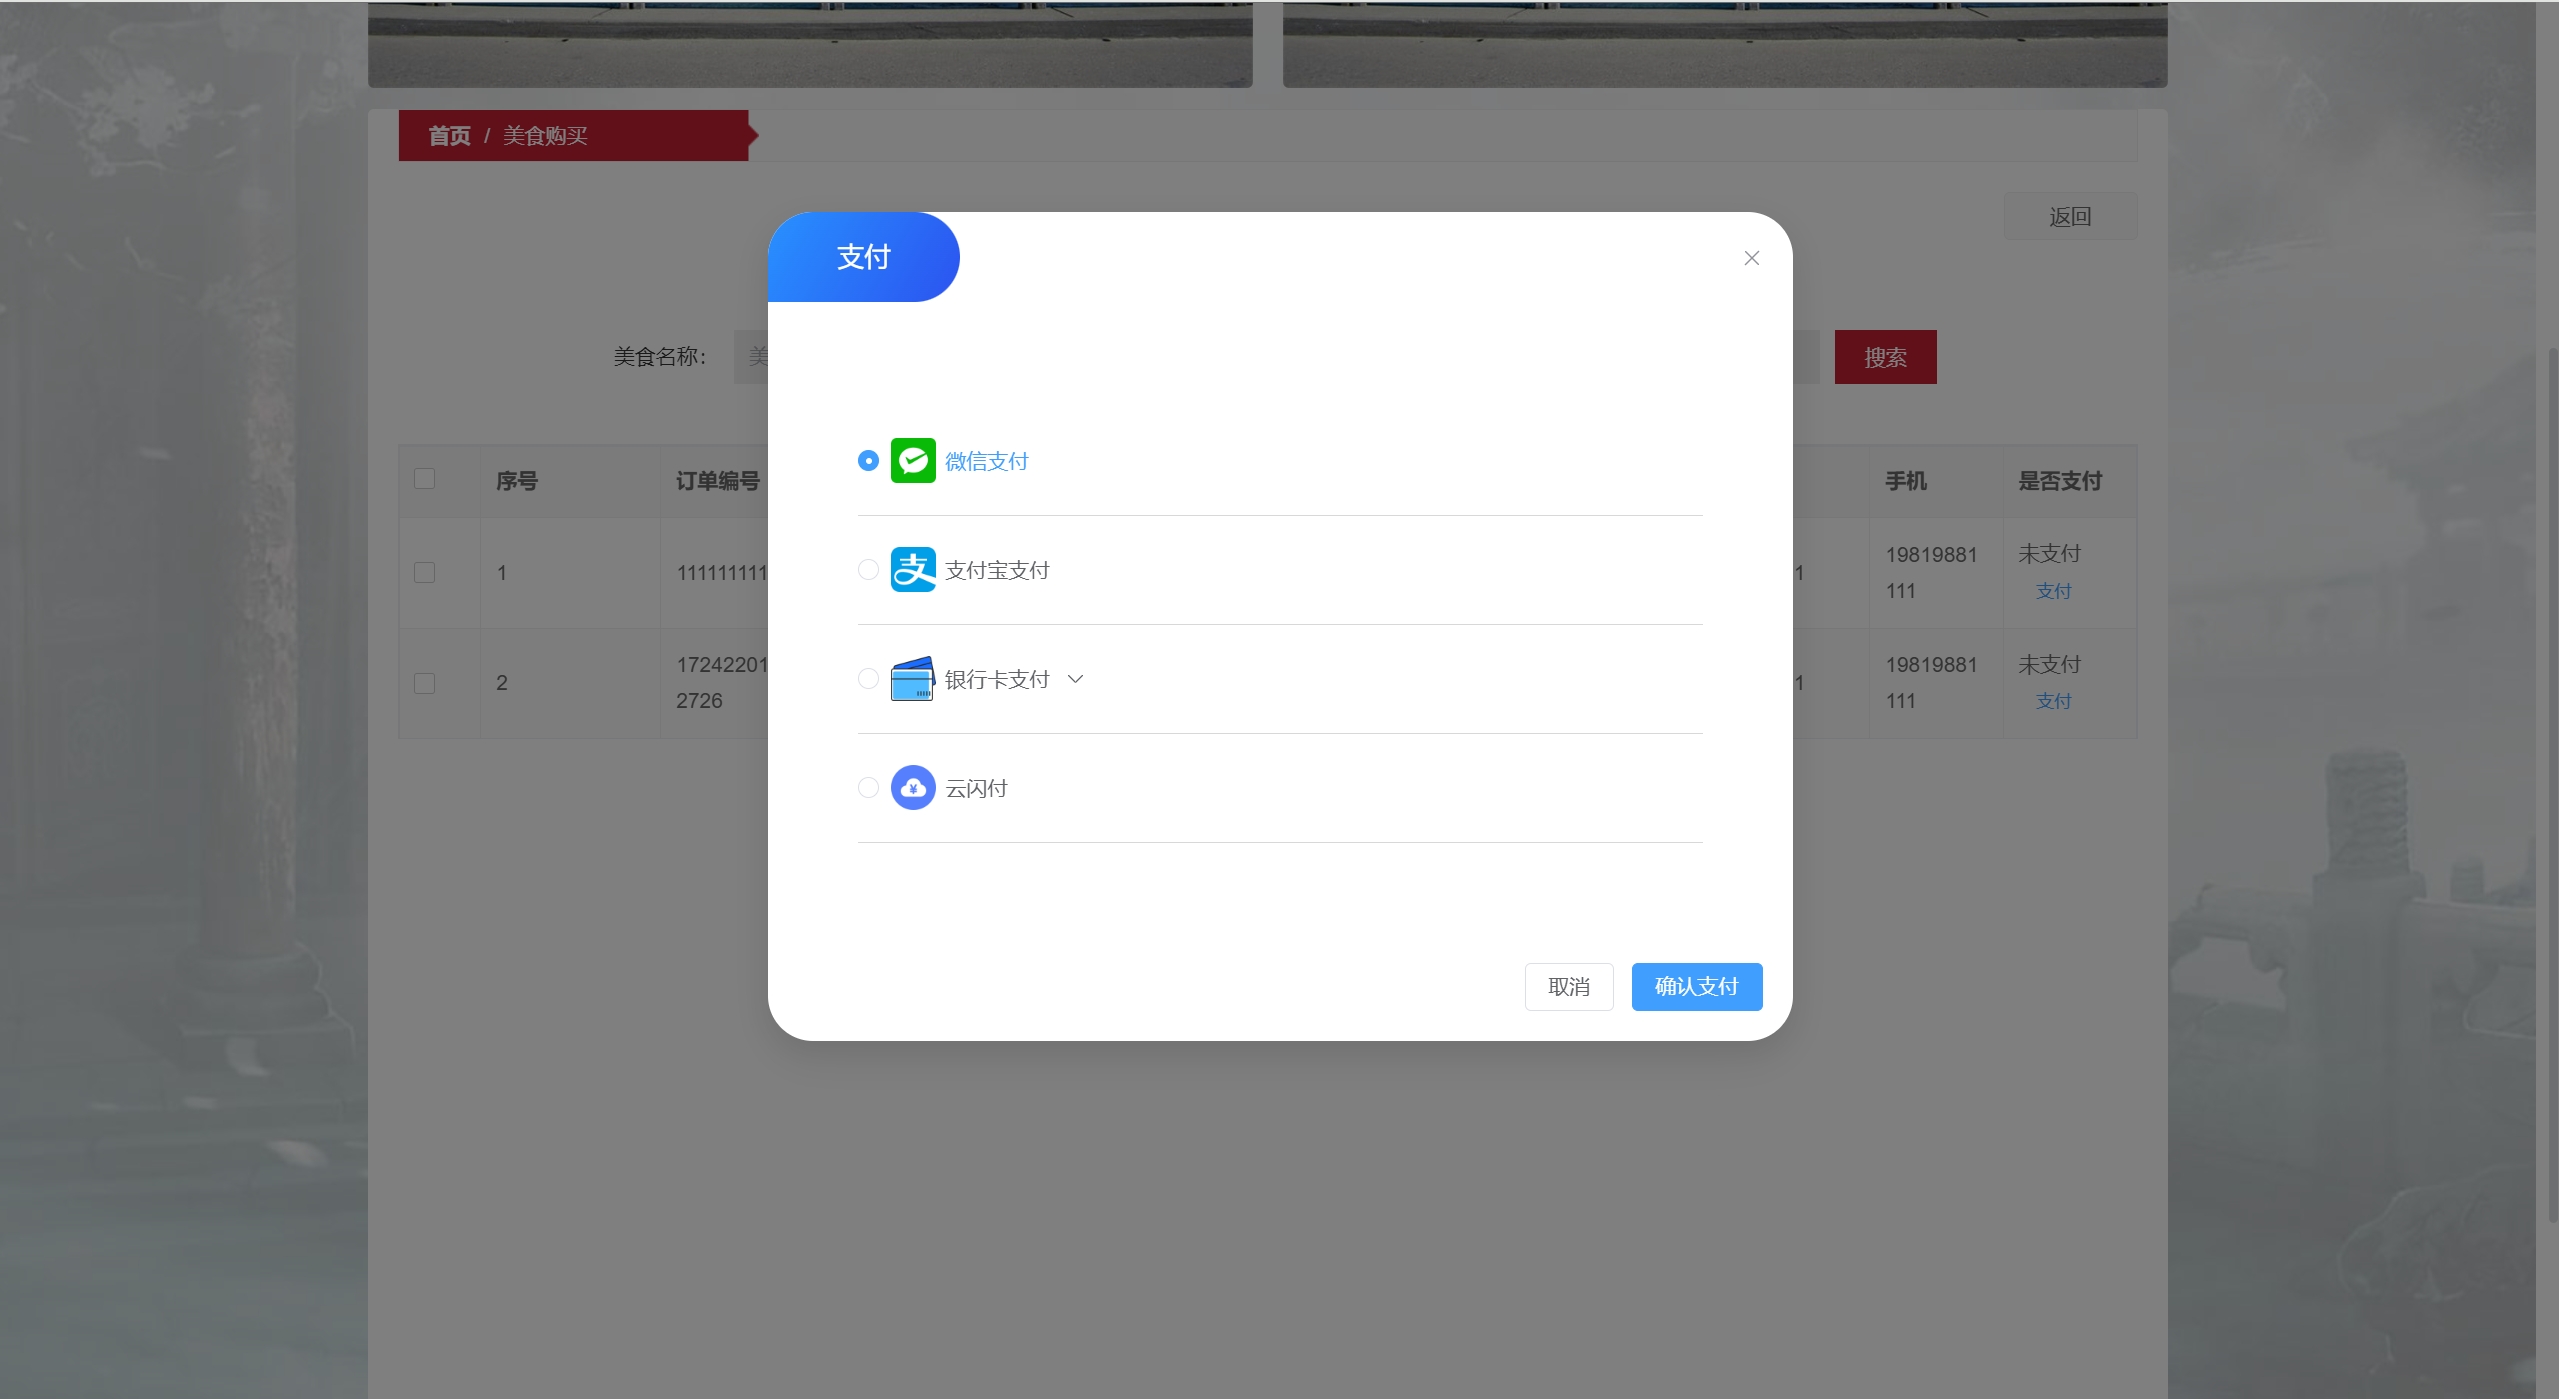 首页 / 美食购买
返回
支付
美食名称： 美
搜索
微信支付
序号 订单编号 手机 是否支付
支付宝支付
1 111111111 1 19819881 未支付
111 支付
银行卡支付
2 17242201 1 19819881 未支付
2726 111 支付
云闪付
取消 确认支付